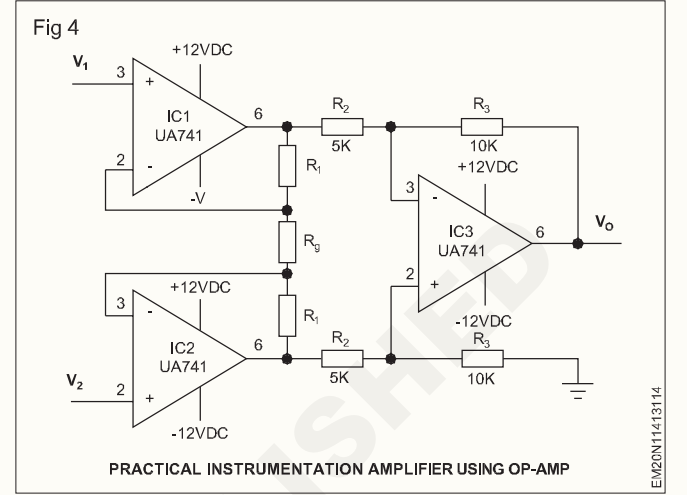 Fig 4
+12VDC
V1
3
+
IC1
UA741
6
2
-
-V
R1
Rg
R1
R2
5K
R3
10K
+12VDC
3
-
IC3
UA741
6
VO
2
+
-12VDC
+12VDC
3
-
IC2
UA741
6
V2
2
+
-12VDC
R2
5K
R3
10K
PRACTICAL INSTRUMENTATION AMPLIFIER USING OP-AMP
EM20N11413114